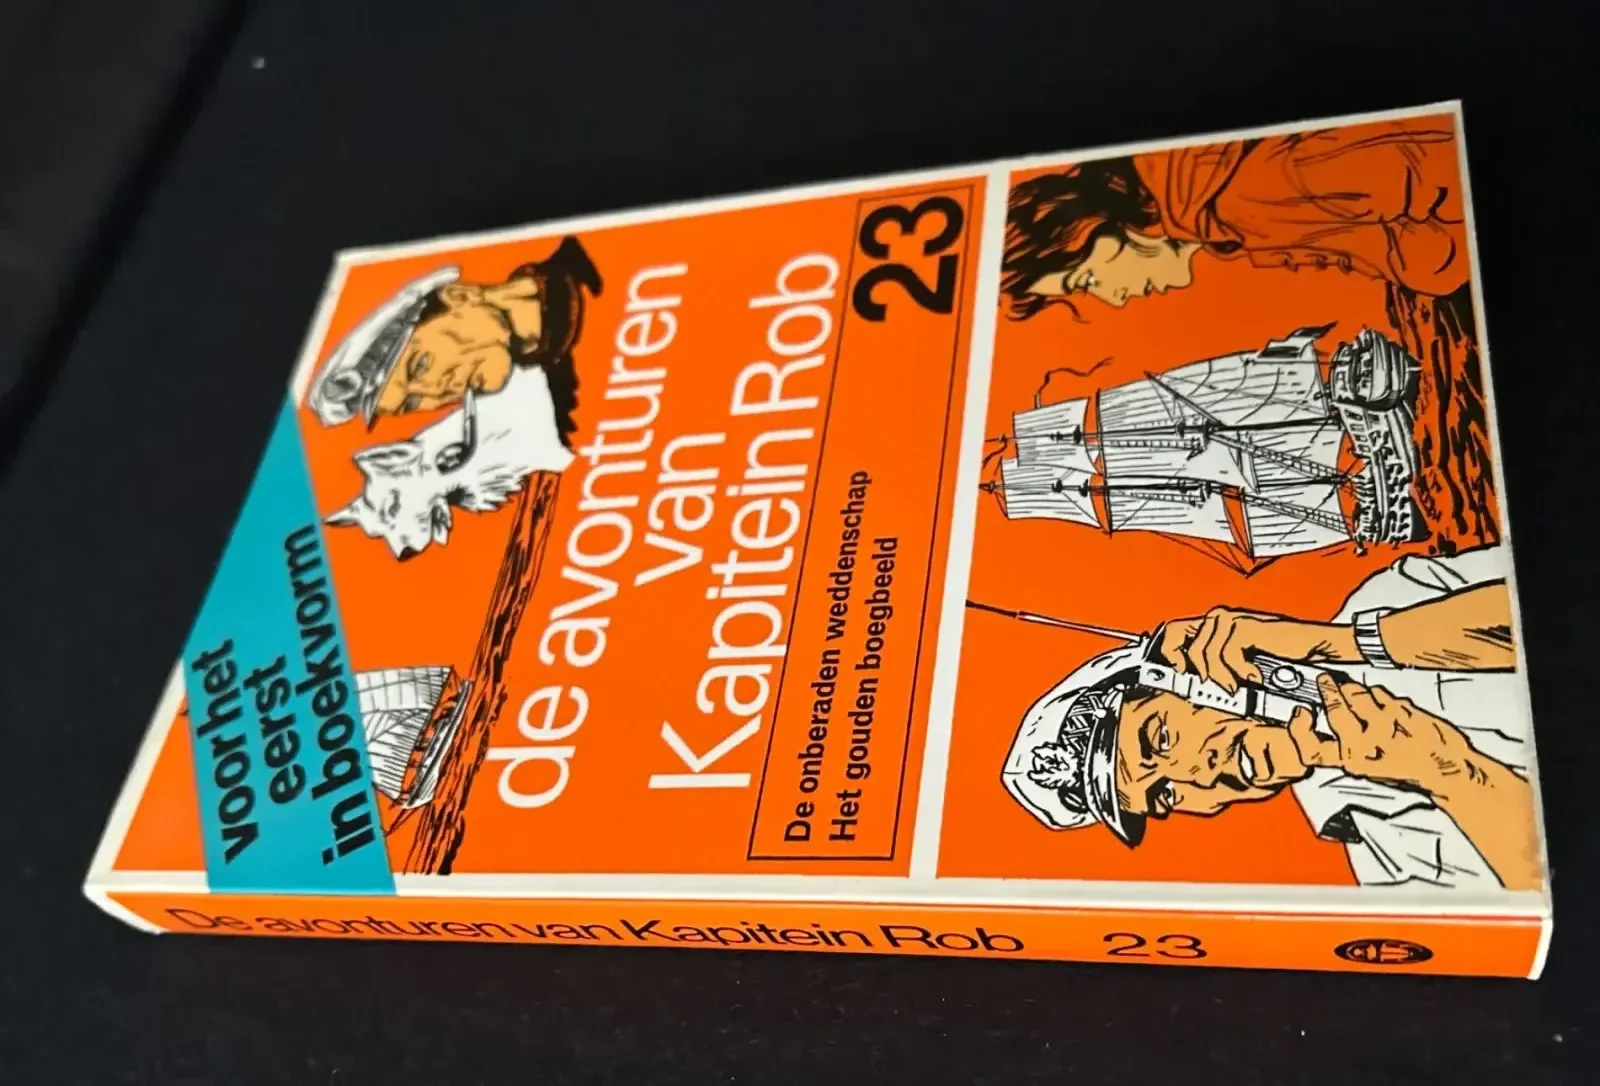 voor het
eerst
in boekvorm
de avonturen
van
Kapitein Rob
De onberaden weddenschap
Het gouden boegbeeld
23
De avonturen van Kapitein Rob 23